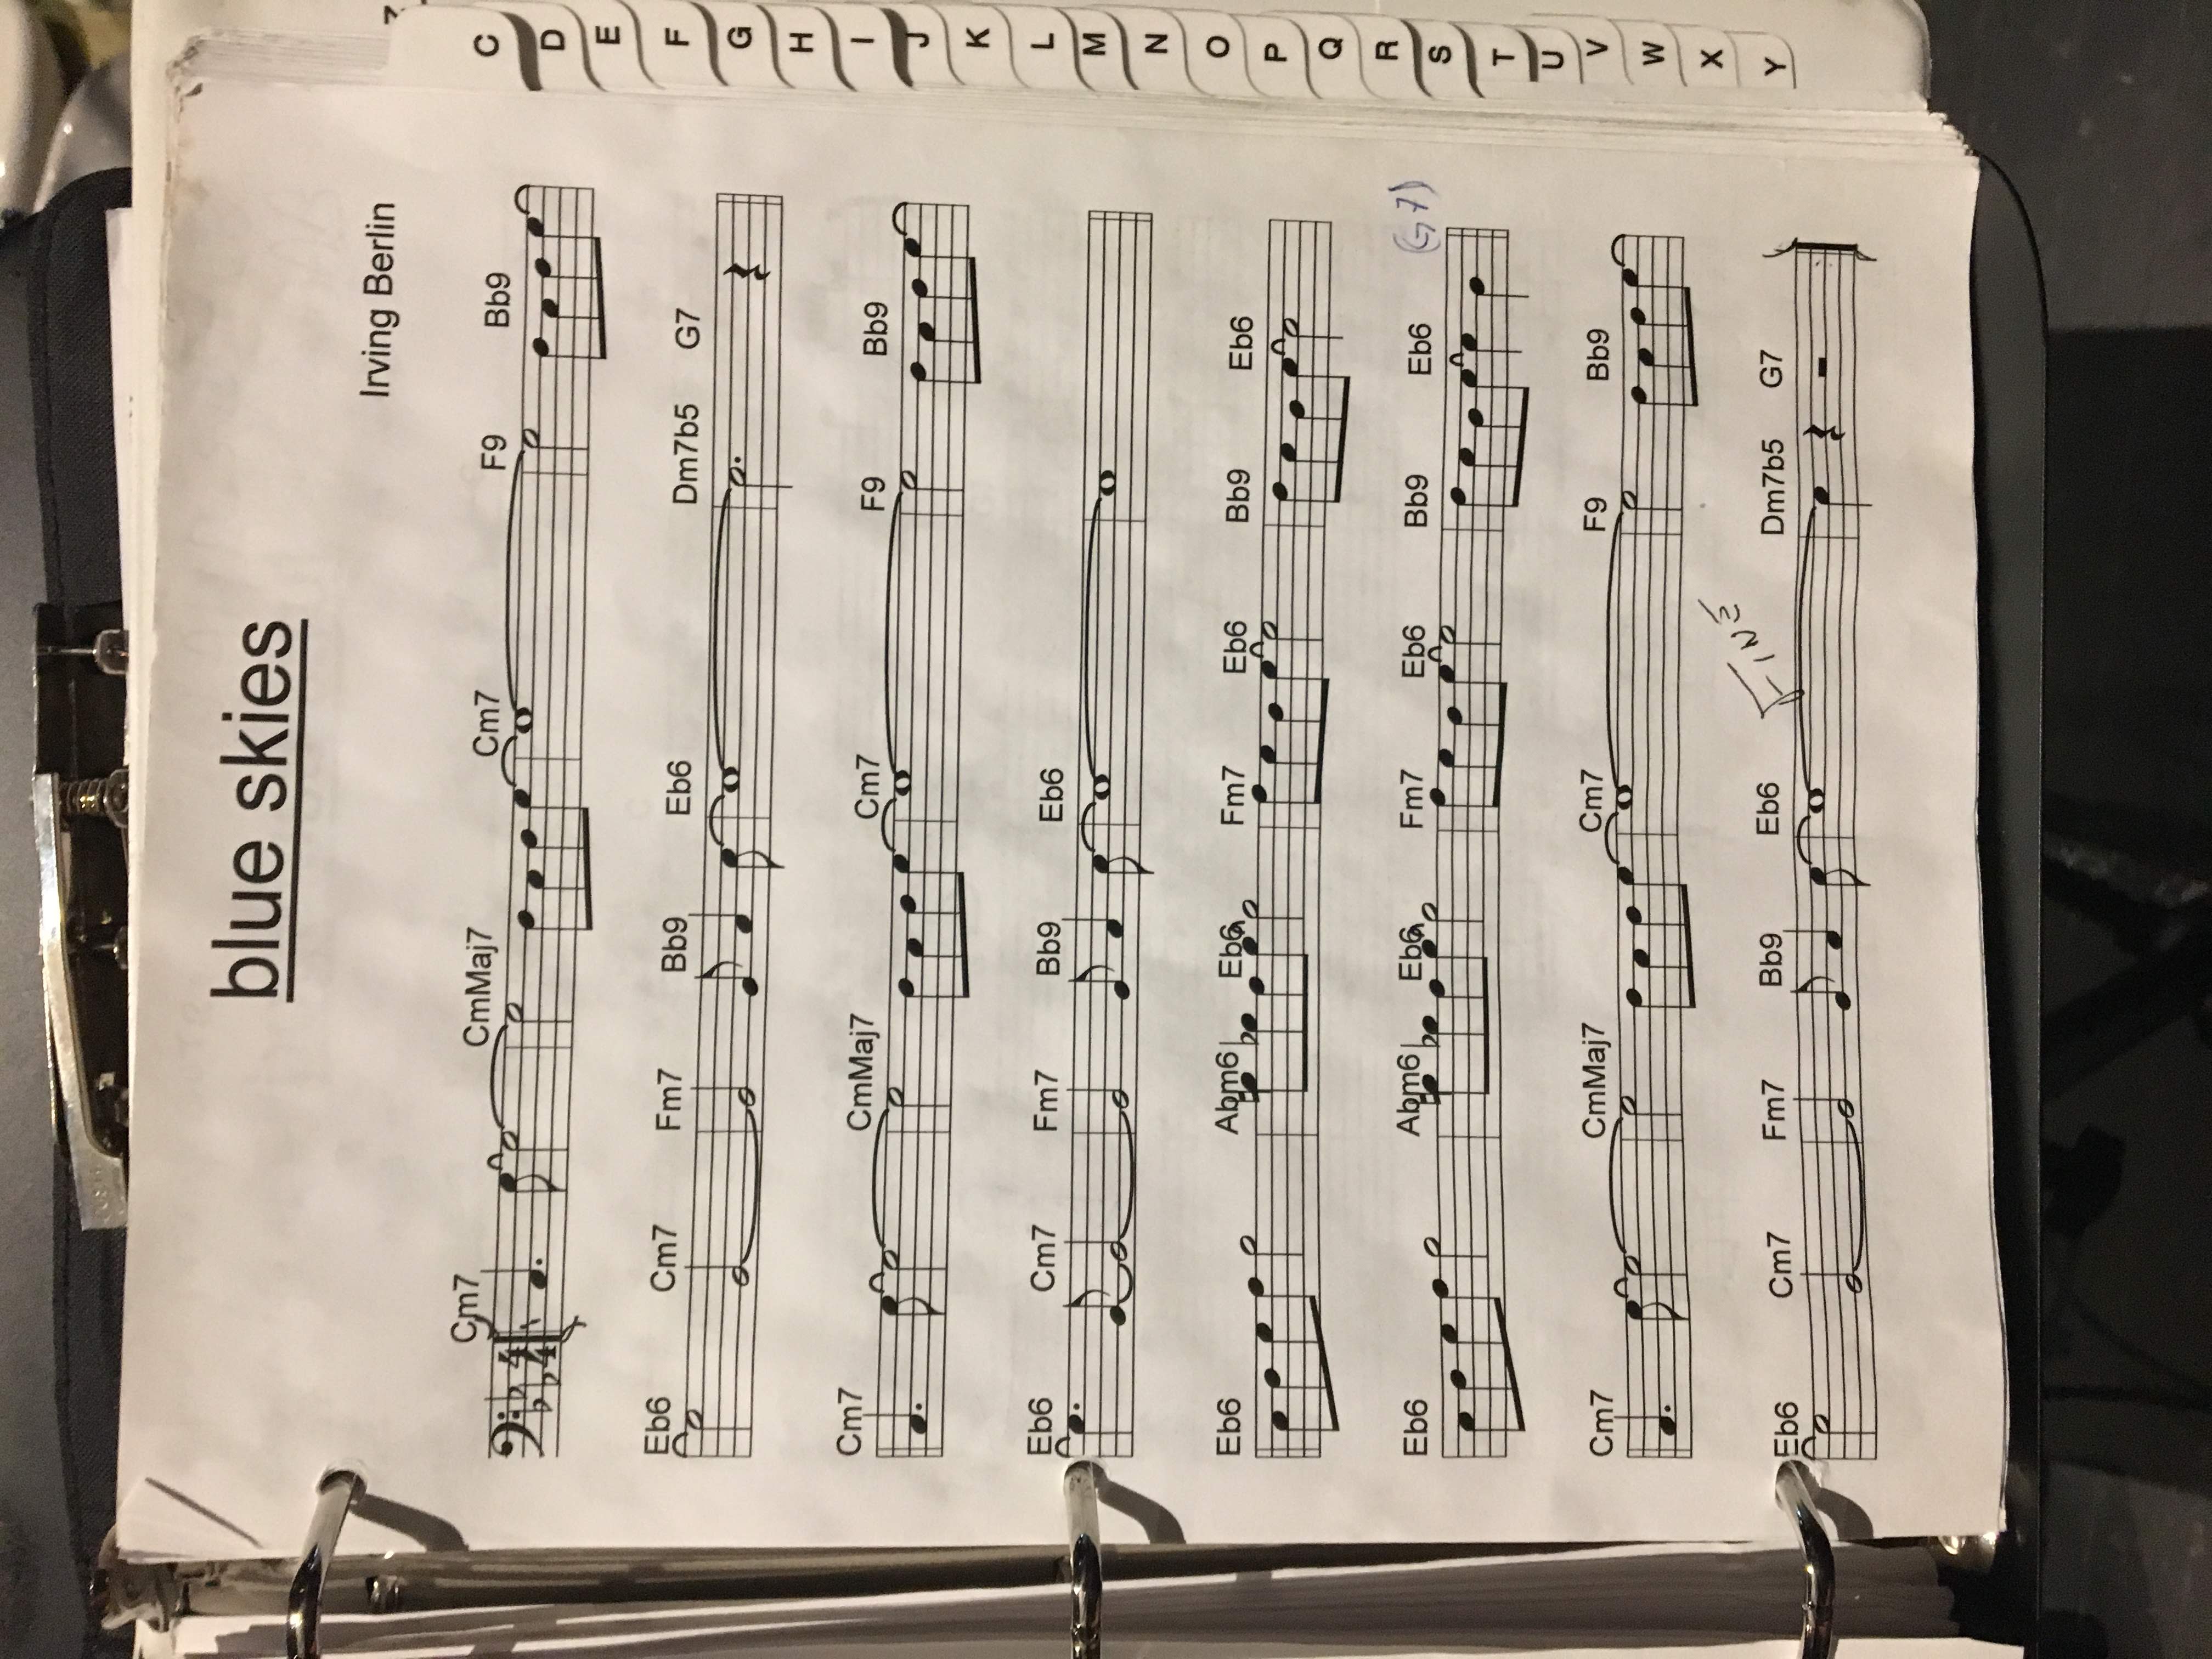 blue skies
Irving Berlin
Cm7 CmMaj7 Cm7 F9 Bb9
4
4
Eb6 Cm7 Fm7 Bb9 Eb6 Dm7b5 G7
Cm7 CmMaj7 Cm7 F9 Bb9
Eb6 Cm7 Fm7 Bb9 Eb6
Eb6 Abm6 Eb6 Fm7 Eb6 Bb9 Eb6
Eb6 Abm6 Eb6 Fm7 Eb6 Bb9 Eb6 (G7)
Cm7 CmMaj7 Cm7 F9 Bb9
FINE
Eb6 Cm7 Fm7 Bb9 Eb6 Dm7b5 G7
C
D
E
F
G
H
I
J
K
L
M
N
O
P
Q
R
S
T
U
V
W
X
Y